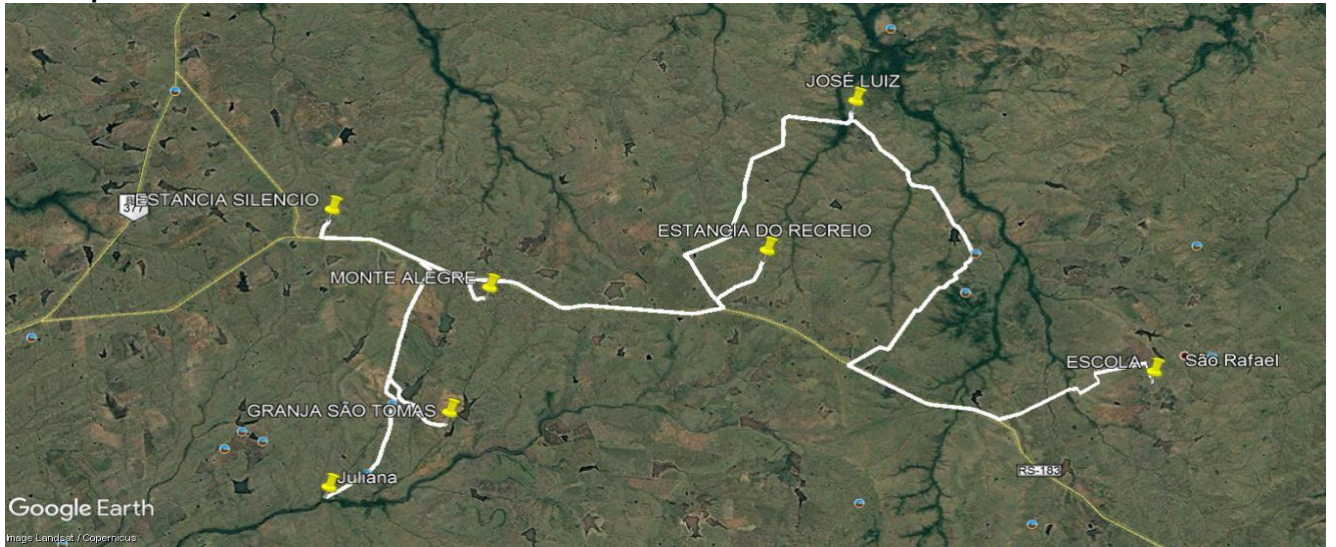 JOSÉ LUIZ
ESTANCIA SILENCIO
377
ESTANCIA DO RECREIO
MONTE ALEGRE
ESCOLA
São Rafael
GRANJA SÃO TOMAS
Juliana
RS-183
Google Earth
Image Landsat / Copernicus